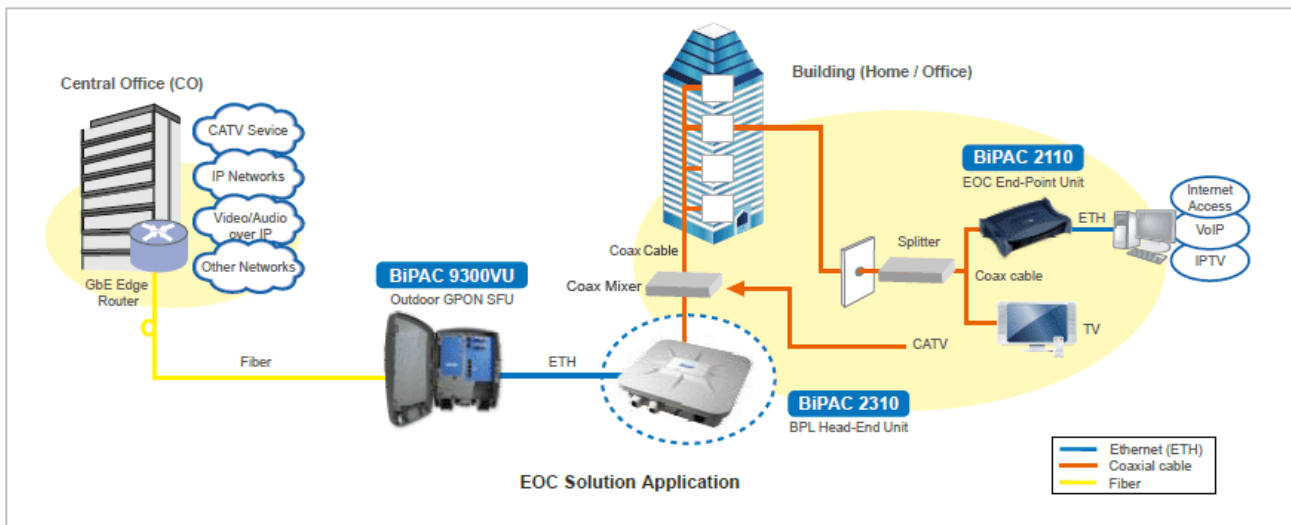 Central Office (CO)
CATV Sevice
IP Networks
Video/Audio
over IP
Other Networks
GbE Edge
Router
Fiber
BiPAC 9300VU
Outdoor GPON SFU
ETH
Building (Home / Office)
Coax Cable
Coax Mixer
CATV
BiPAC 2310
BPL Head-End Unit
Splitter
BiPAC 2110
EOC End-Point Unit
ETH
Coax cable
TV
Internet
Access
VoIP
IPTV
EOC Solution Application
Ethernet (ETH)
Coaxial cable
Fiber